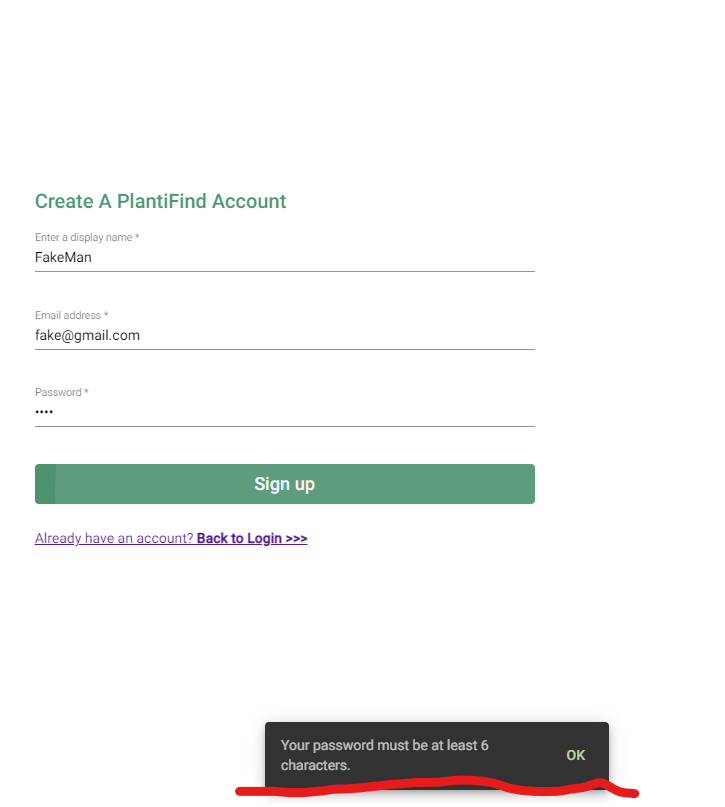 Create A PlantiFind Account
Enter a display name *
FakeMan
Email address *
fake@gmail.com
Password *
••••
Sign up
Already have an account? Back to Login >>>
Your password must be at least 6
characters.
OK